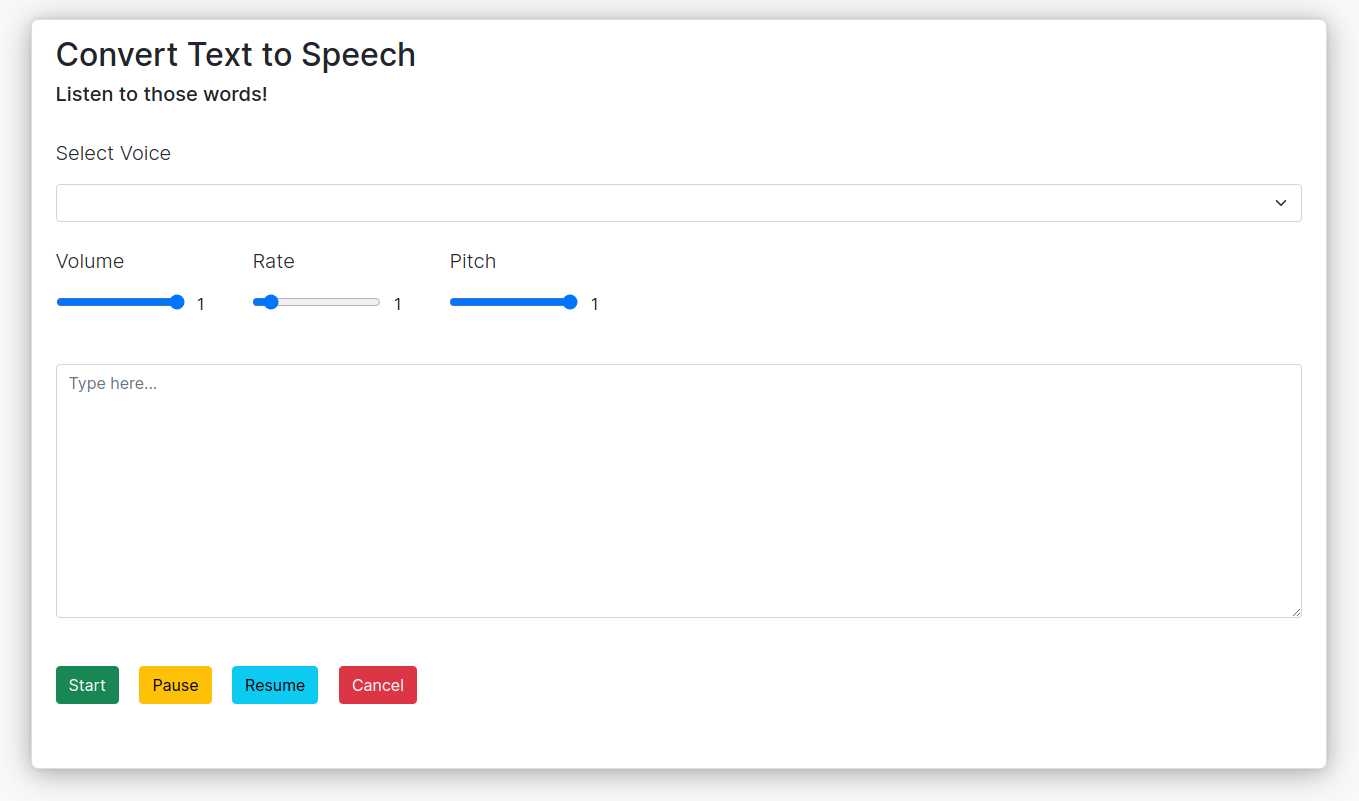 Convert Text to Speech
Listen to those words!
Select Voice
Volume Rate Pitch
1 1 1
Type here...
Start Pause Resume Cancel